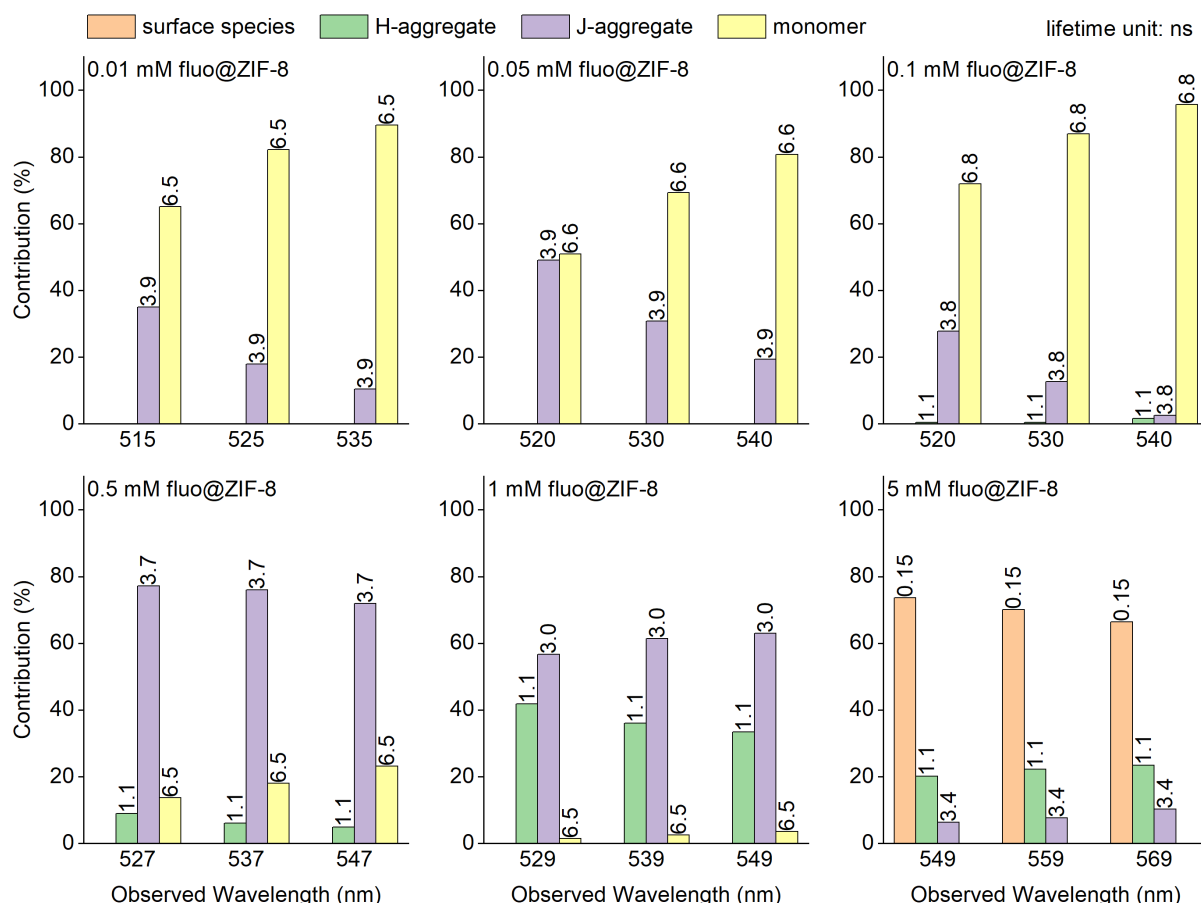 surface species H-aggregate J-aggregate monomer lifetime unit: ns
0.01 mM fluo@ZIF-8
Contribution (%)
100
80
60
40
20
0
3.9 6.5 3.9 6.5 3.9 6.5
515 525 535
0.05 mM fluo@ZIF-8
100
80
60
40
20
0
3.9 6.6 3.9 6.6 3.9 6.6
520 530 540
0.1 mM fluo@ZIF-8
100
80
60
40
20
0
1.1 3.8 6.8 1.1 3.8 6.8 1.1 3.8 6.8
520 530 540
0.5 mM fluo@ZIF-8
Contribution (%)
100
80
60
40
20
0
1.1 3.7 6.5 1.1 3.7 6.5 1.1 3.7 6.5
527 537 547
Observed Wavelength (nm)
1 mM fluo@ZIF-8
100
80
60
40
20
0
1.1 3.0 6.5 1.1 3.0 6.5 1.1 3.0 6.5
529 539 549
Observed Wavelength (nm)
5 mM fluo@ZIF-8
100
80
60
40
20
0
0.15 1.1 3.4 0.15 1.1 3.4 0.15 1.1 3.4
549 559 569
Observed Wavelength (nm)